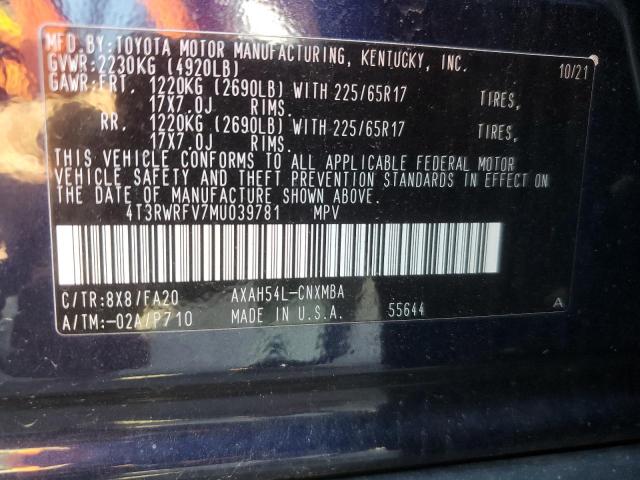 MFD.BY:TOYOTA MOTOR MANUFACTURING, KENTUCKY, INC.
GVWR:2230KG (4920LB) 10/21
GAWR:FRT. 1220KG (2690LB) WITH 225/65R17 TIRES,
17X7.0J RIMS.
RR. 1220KG (2690LB) WITH 225/65R17 TIRES,
17X7.0J RIMS.
THIS VEHICLE CONFORMS TO ALL APPLICABLE FEDERAL MOTOR
VEHICLE SAFETY AND THEFT PREVENTION STANDARDS IN EFFECT ON
THE DATE OF MANUFACTURE SHOWN ABOVE.
4T3RWRFV7MU039781 MPV
C/TR:8X8/FA20 AXAH54L-CNXMBA
A/TM:-02A/P710 MADE IN U.S.A. 55644 A